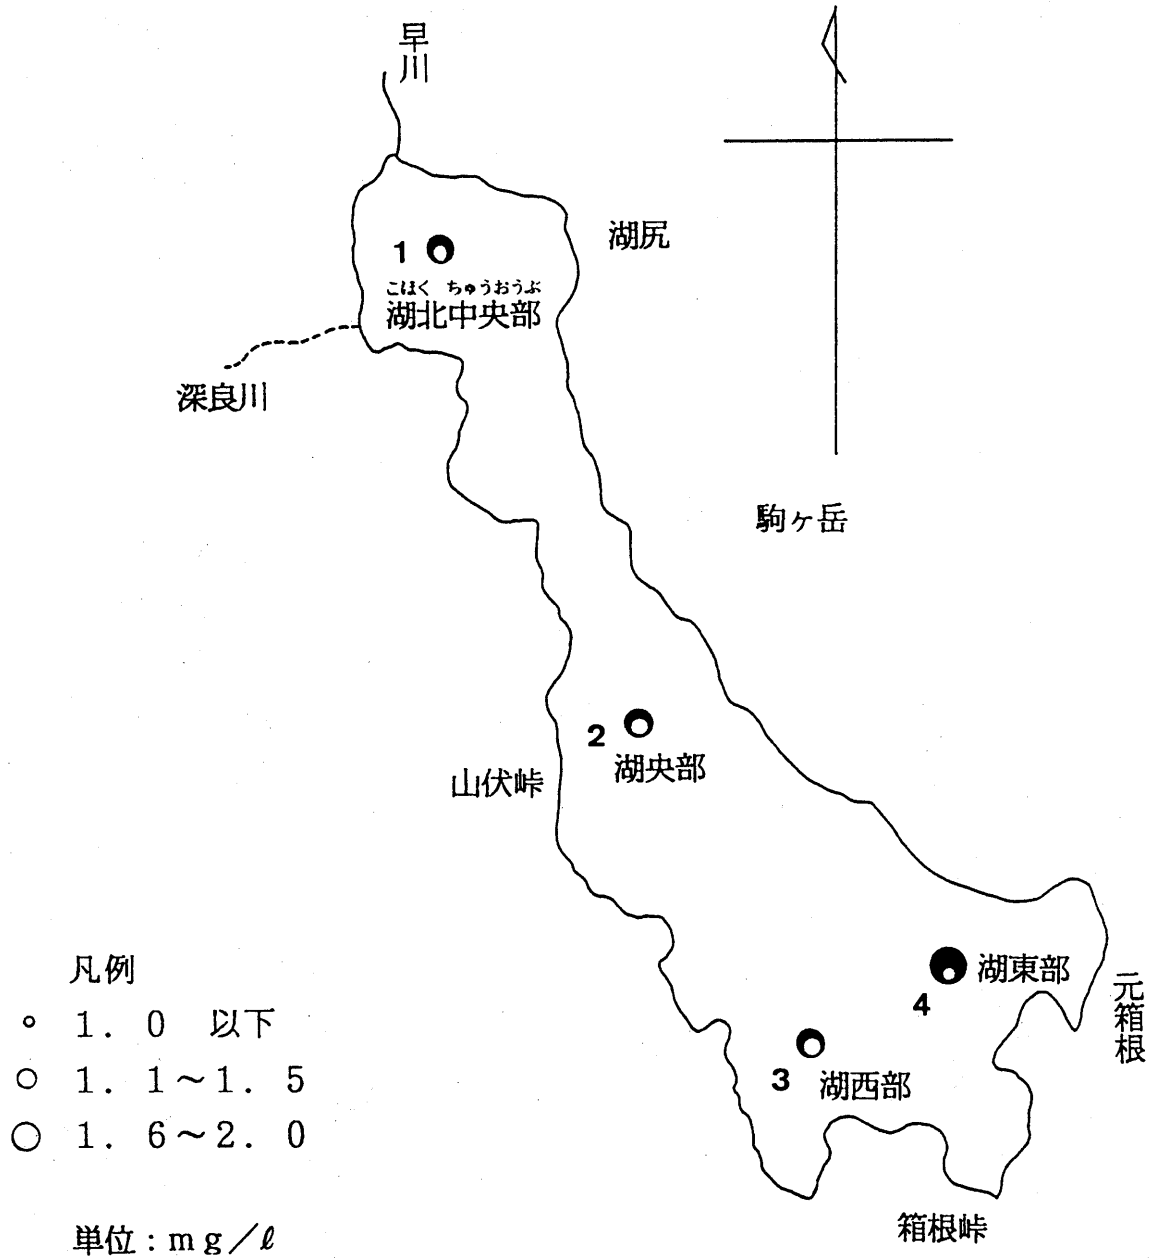 早川
湖尻
1
こほく ちゅうおうぶ
湖北中央部
深良川
駒ヶ岳
2
湖央部
山伏峠
湖東部
4
元箱根
3
湖西部
箱根峠
凡例
1.0 以下
1.1~1.5
1.6~2.0
単位:mg/ℓ